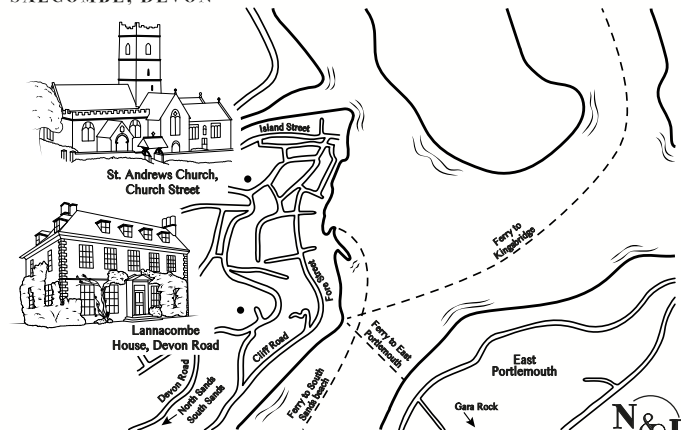 SALCOMBE, DEVON
Island Street
St. Andrews Church,
Church Street
Ferry to
Kingsbridge
Fore Street
Lannacombe
House, Devon Road
Cliff Road
Ferry to East
Portlemouth
East
Portlemouth
Devon Road
North Sands
South Sands
Ferry to South
Sands beach
Gara Rock
N&